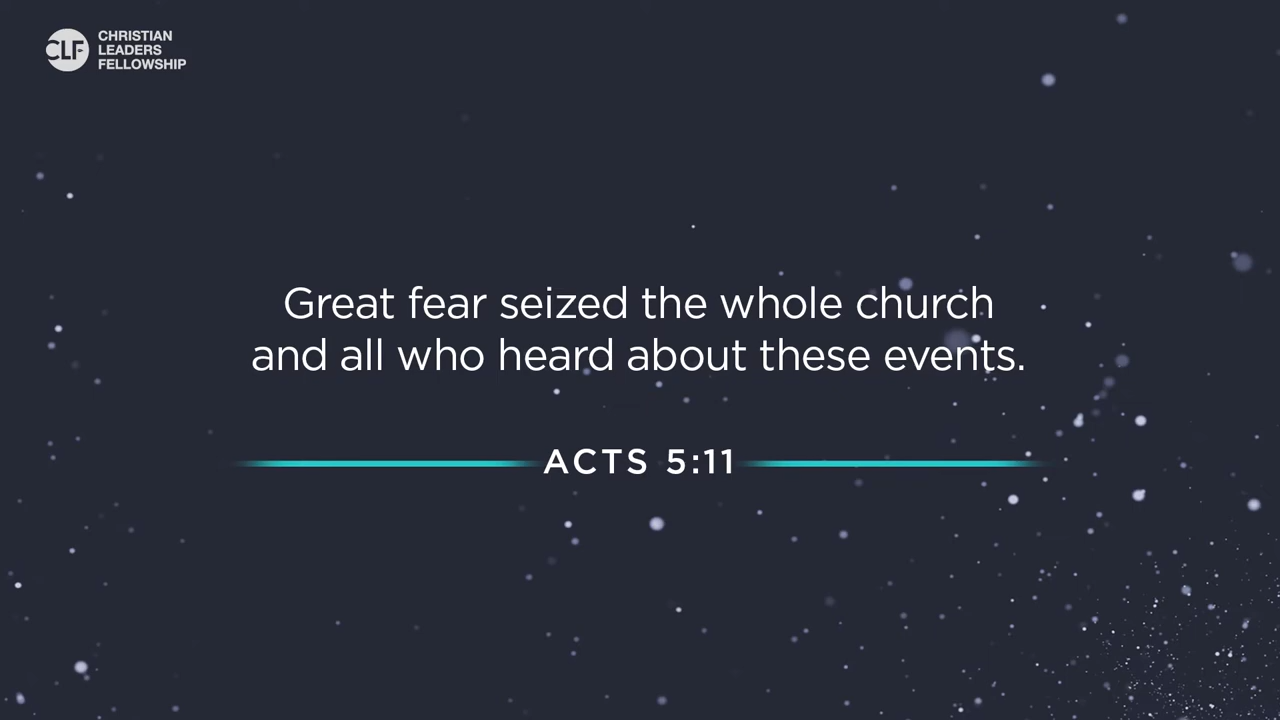 CLF
CHRISTIAN
LEADERS
FELLOWSHIP
Great fear seized the whole church
and all who heard about these events.
ACTS 5:11